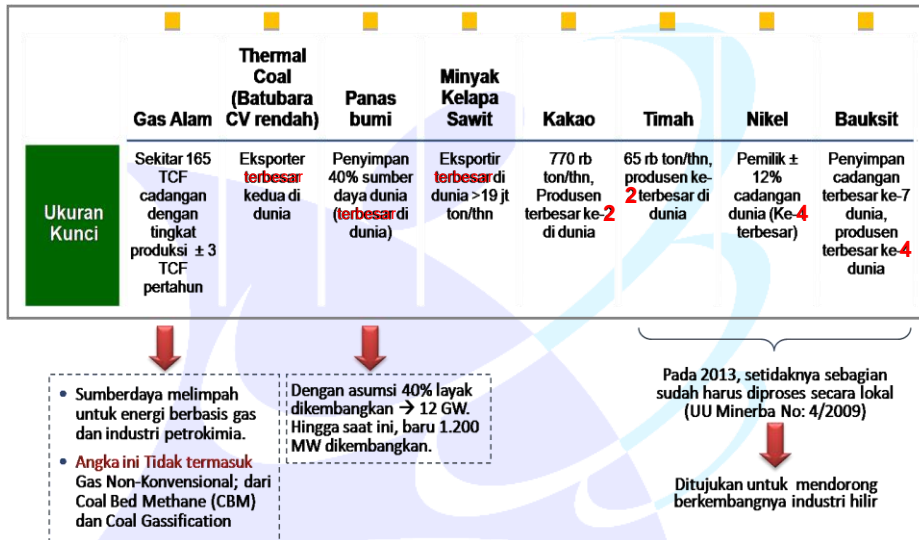 Gas Alam
Thermal
Coal
(Batubara
CV rendah)
Panas
bumi
Minyak
Kelapa
Sawit
Kakao
Timah
Nikel
Bauksit
Ukuran
Kunci
Sekitar 165
TCF
cadangan
dengan
tingkat
produksi ± 3
TCF
pertahun
Eksporter
terbesar
kedua di
dunia
Penyimpan
40% sumber
daya dunia
(terbesar di
dunia)
Eksportir
terbesar di
dunia >19 jt
ton/thn
770 rb
ton/thn,
Produsen
terbesar ke-2
di dunia
65 rb ton/thn,
produsen ke-
2 terbesar di
dunia
Pemilik ±
12%
cadangan
dunia (Ke-4
terbesar)
Penyimpan
cadangan
terbesar ke-7
dunia,
produsen
terbesar ke-4
dunia
• Sumberdaya melimpah
untuk energi berbasis gas
dan industri petrokimia.
• Angka ini Tidak termasuk
Gas Non-Konvensional; dari
Coal Bed Methane (CBM)
dan Coal Gassification
Dengan asumsi 40% layak
dikembangkan → 12 GW.
Hingga saat ini, baru 1.200
MW dikembangkan.
Pada 2013, setidaknya sebagian
sudah harus diproses secara lokal
(UU Minerba No: 4/2009)
Ditujukan untuk mendorong
berkembangnya industri hilir